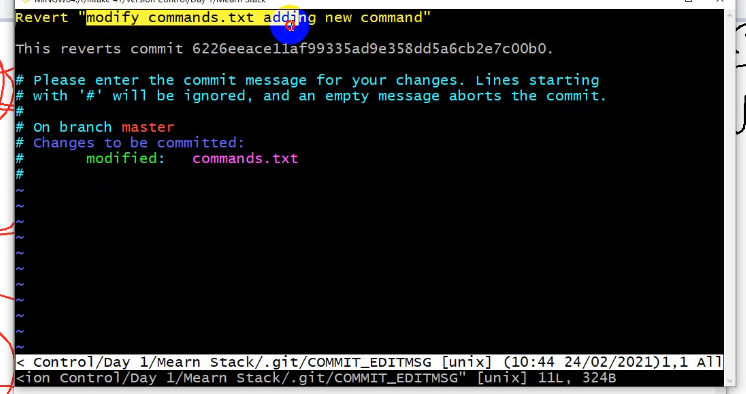 Revert "modify commands.txt adding new command"
This reverts commit 6226eeace11af99335ad9e358dd5a6cb2e7c00b0.
# Please enter the commit message for your changes. Lines starting
# with '#' will be ignored, and an empty message aborts the commit.
#
# On branch master
# Changes to be committed:
#       modified:   commands.txt
#
~
~
~
~
~
~
~
~
~
~
< Control/Day 1/Mearn Stack/.git/COMMIT_EDITMSG [unix] (10:44 24/02/2021)1,1 All
<ion Control/Day 1/Mearn Stack/.git/COMMIT_EDITMSG" [unix] 11L, 324B